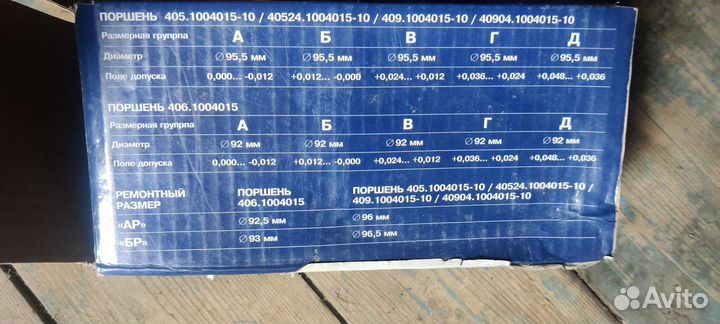 ПОРШЕНЬ 405.1004015-10 / 40524.1004015-10 / 409.1004015-10 / 40904.1004015-10
Размерная групрпа А Б В Г Д
Диаметр ∅95,5 мм ∅95,5 мм ∅95,5 мм ∅95,5 мм ∅95,5 мм
Поле допуска 0,000... -0,012 +0,012... -0,000 +0,024... +0,012 +0,036... +0,024 +0,048... +0,036
ПОРШЕНЬ 406.1004015
Размерная групрпа А Б В Г Д
Диаметр ∅92 мм ∅92 мм ∅92 мм ∅92 мм ∅92 мм
Поле допуска 0,000... -0,012 +0,012... -0,000 +0,024... +0,012 +0,036... +0,024 +0,048... +0,036
РЕМОНТНЫЙ РАЗМЕР ПОРШЕНЬ 406.1004015 ПОРШЕНЬ 405.1004015-10 / 40524.1004015-10 / 409.1004015-10 / 40904.1004015-10
«АР» ∅92,5 мм ∅96 мм
«БР» ∅93 мм ∅96,5 мм
Avito